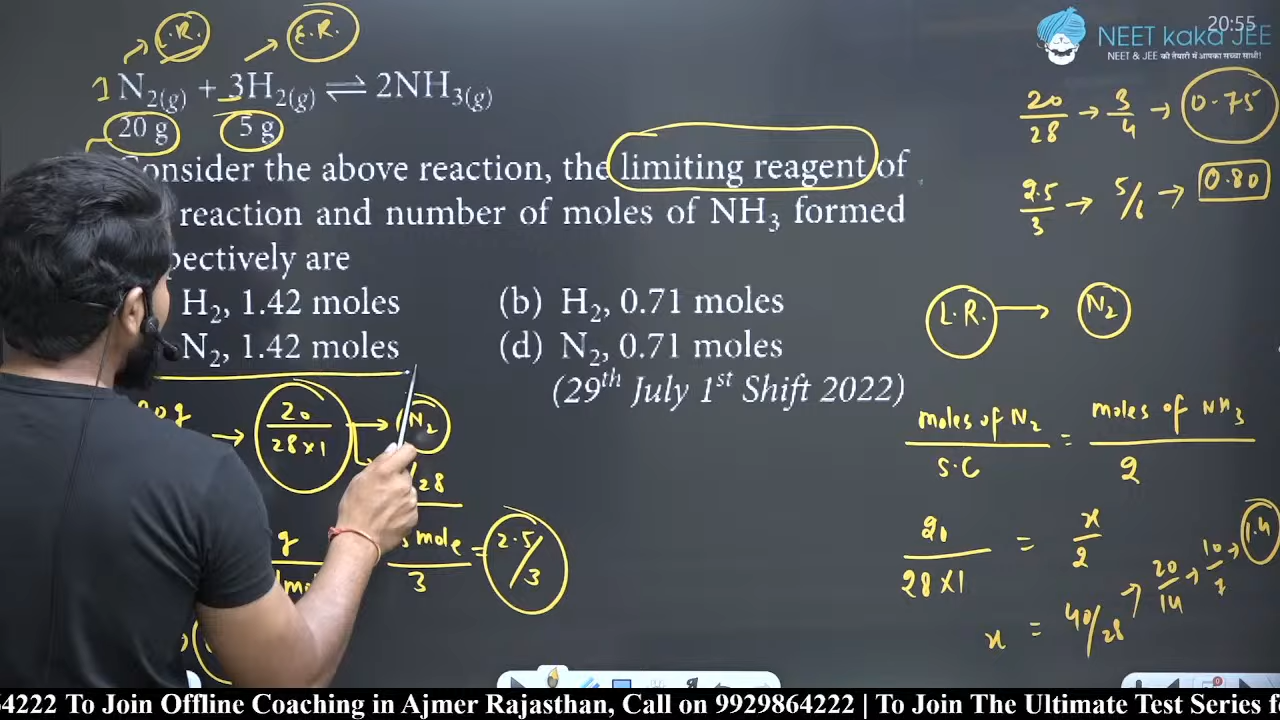 20:55
NEET kaka JEE
NEET & JEE की तैयारी में आपका सच्चा साथी!
L.R. E.R.
1 N2(g) + 3H2(g) ⇌ 2NH3(g)
20 g 5 g
onsider the above reaction, the limiting reagent of
reaction and number of moles of NH3 formed
pectively are
H2, 1.42 moles (b) H2, 0.71 moles
N2, 1.42 moles (d) N2, 0.71 moles
(29th July 1st Shift 2022)
20/28 → 3/4 → 0.75
2.5/3 → 5/6 → 0.80
L.R. → N2
moles of N2 / S.C = moles of NH3 / 2
20 / 28×1 = x/2
x = 40/28 → 20/14 → 10/7 → 1.4
→ 20 / 28×1 → N2
28
mole / 3 = 2.5/3
54222 To Join Offline Coaching in Ajmer Rajasthan, Call on 9929864222 | To Join The Ultimate Test Series f